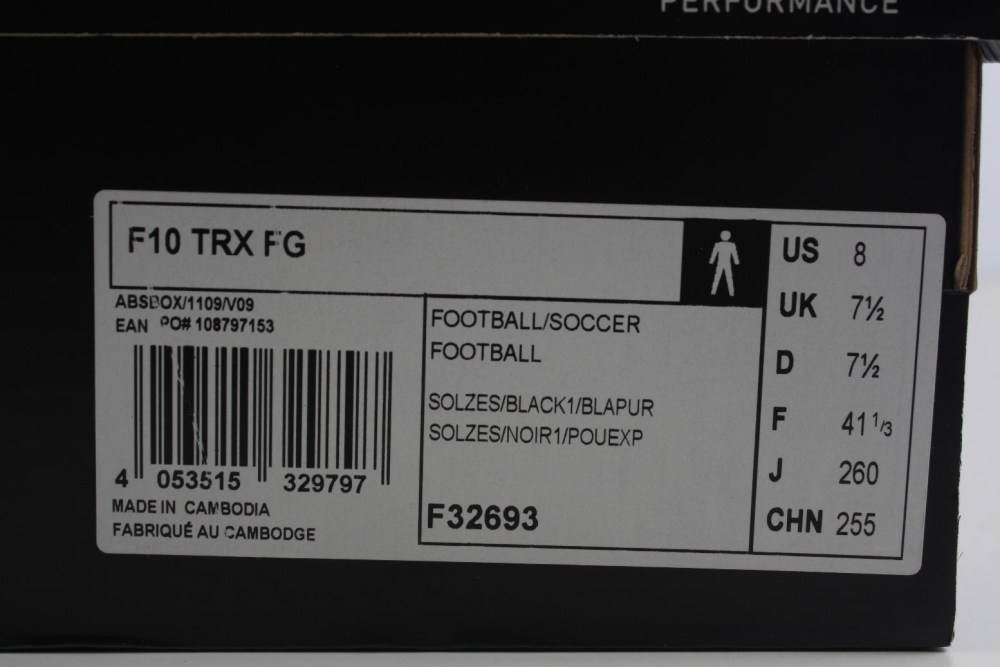 PERFORMANCE
F10 TRX FG
ABSBOX/1109/V09
EAN PO# 108797153
4 053515 329797
MADE IN CAMBODIA
FABRIQUÉ AU CAMBODGE
FOOTBALL/SOCCER
FOOTBALL
SOLZES/BLACK1/BLAPUR
SOLZES/NOIR1/POUEXP
F32693
US 8
UK 7½
D 7½
F 41 1/3
J 260
CHN 255